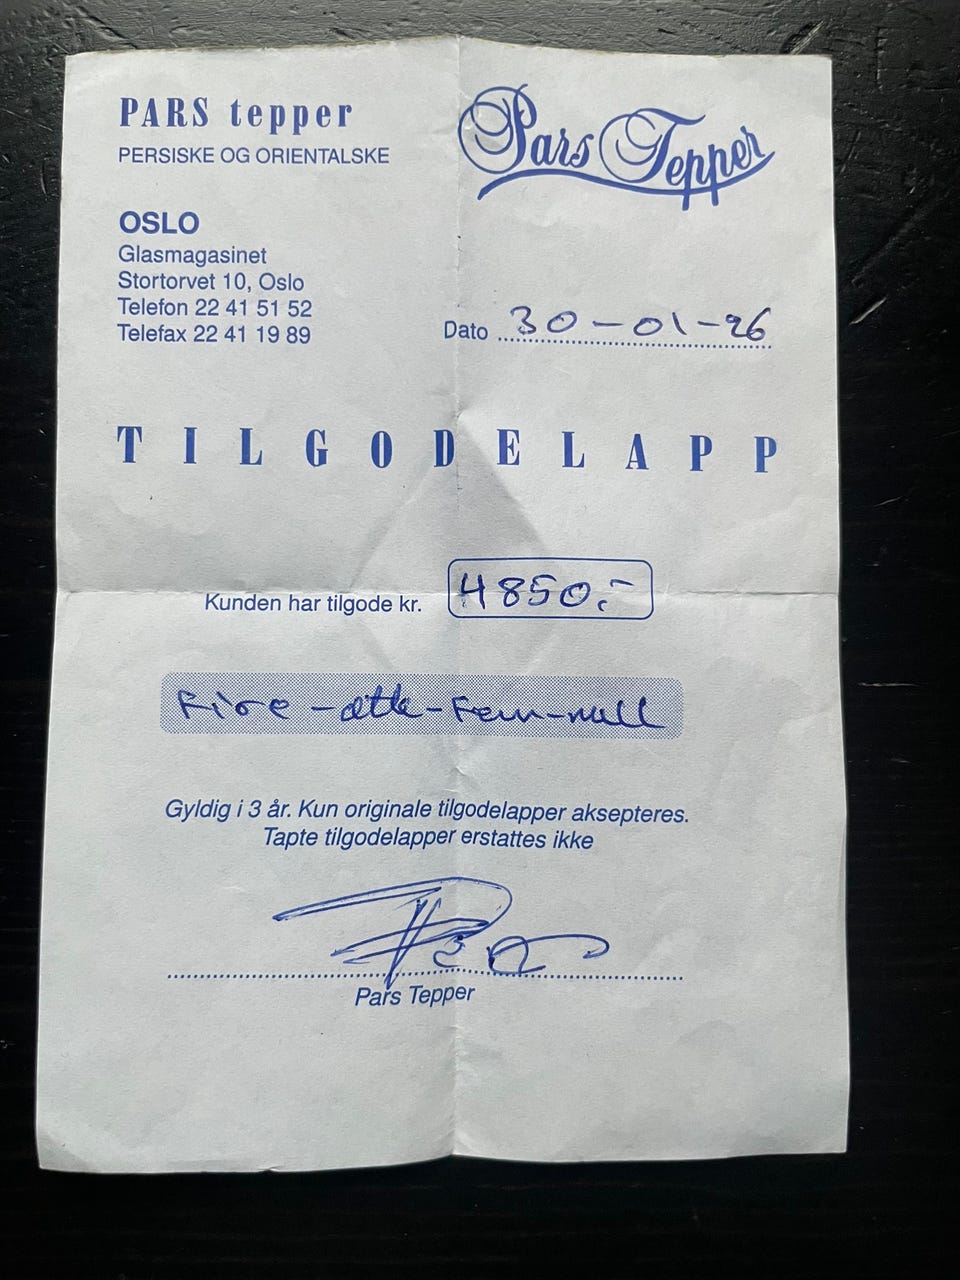 PARS tepper
PERSISKE OG ORIENTALSKE
Pars Tepper
OSLO
Glasmagasinet
Stortorvet 10, Oslo
Telefon 22 41 51 52
Telefax 22 41 19 89
Dato 30-01-26
TILGODELAPP
Kunden har tilgode kr. 4850.-
Fire-åtte-Fem-null
Gyldig i 3 år. Kun originale tilgodelapper aksepteres.
Tapte tilgodelapper erstattes ikke
Pars Tepper